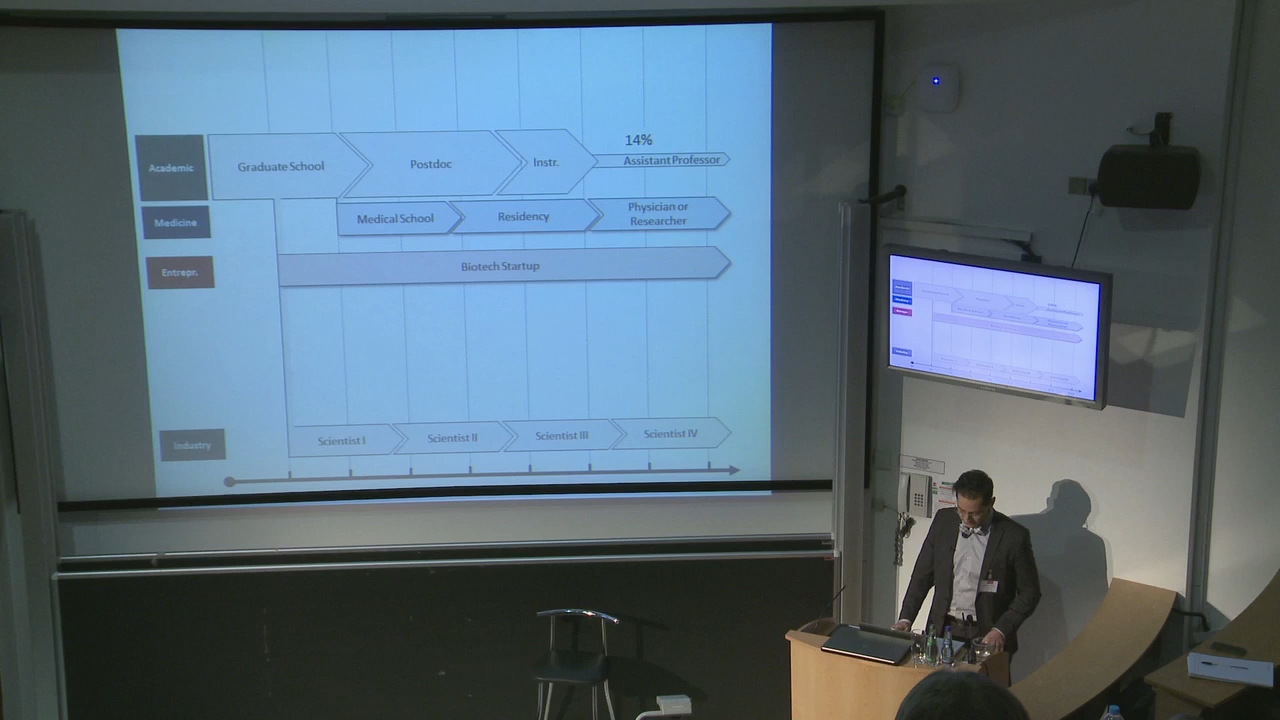 14%
Academic
Graduate School
Postdoc
Instr.
Assistant Professor
Medicine
Medical School
Residency
Physician or
Researcher
Entrepr.
Biotech Startup
Industry
Scientist I
Scientist II
Scientist III
Scientist IV